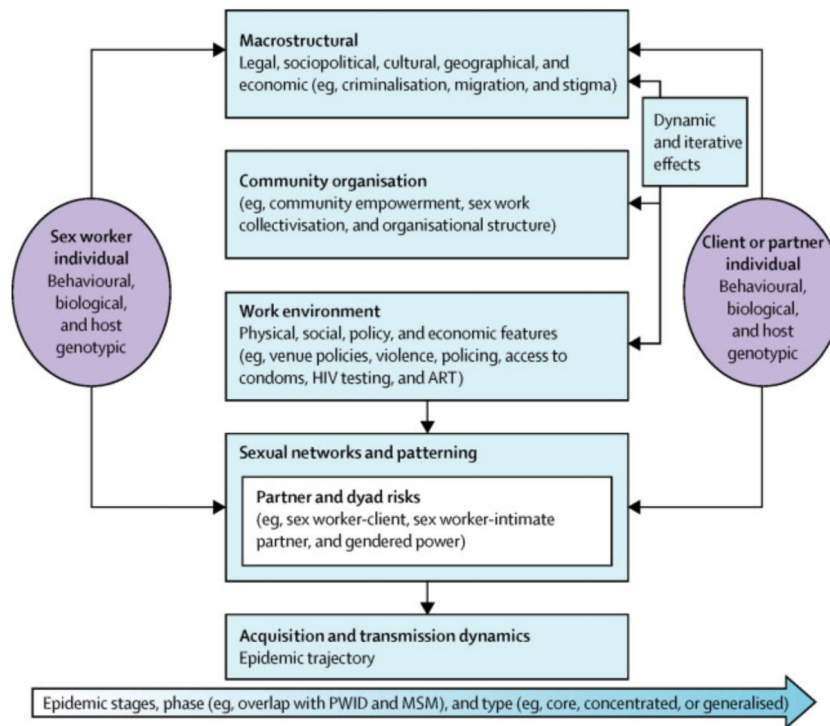 Macrostructural
Legal, sociopolitical, cultural, geographical, and
economic (eg, criminalisation, migration, and stigma)
Dynamic
and iterative
effects
Community organisation
(eg, community empowerment, sex work
collectivisation, and organisational structure)
Sex worker
individual
Behavioural,
biological,
and host
genotypic
Client or partner
individual
Behavioural,
biological,
and host
genotypic
Work environment
Physical, social, policy, and economic features
(eg, venue policies, violence, policing, access to
condoms, HIV testing, and ART)
Sexual networks and patterning
Partner and dyad risks
(eg, sex worker-client, sex worker-intimate
partner, and gendered power)
Acquisition and transmission dynamics
Epidemic trajectory
Epidemic stages, phase (eg, overlap with PWID and MSM), and type (eg, core, concentrated, or generalised)